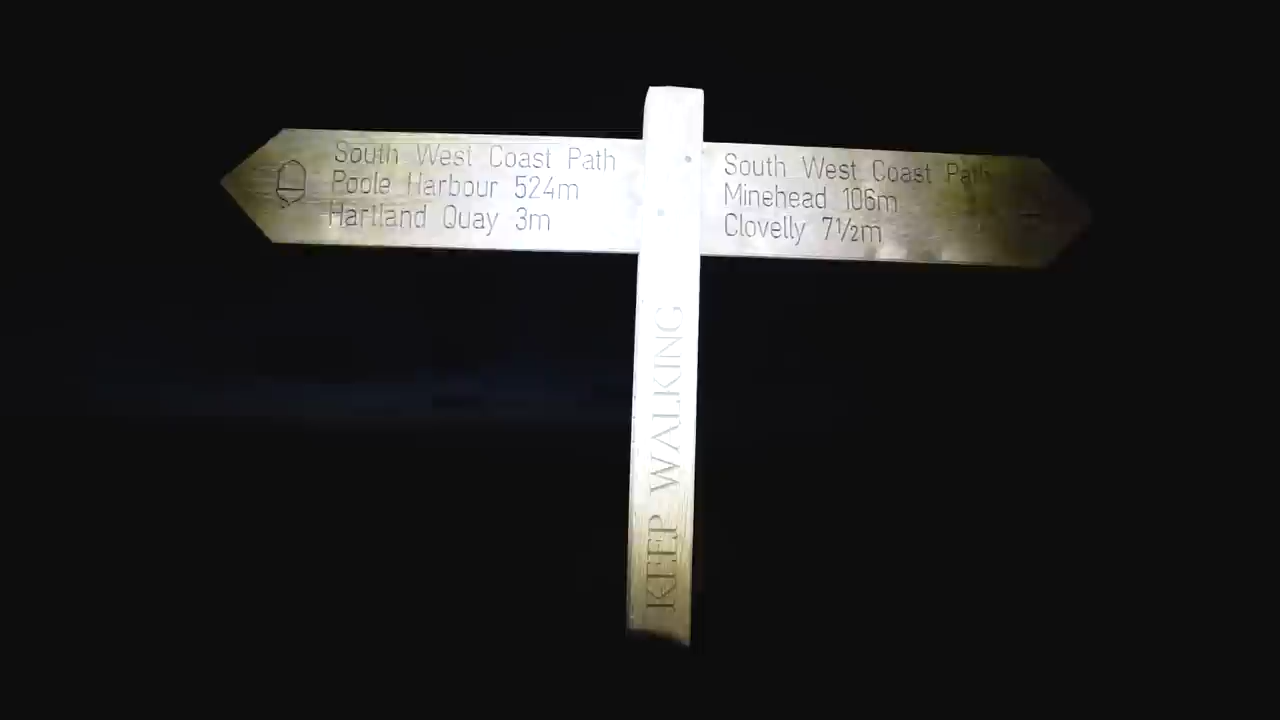 South West Coast Path
Poole Harbour 524m
Hartland Quay 3m
South West Coast Path
Minehead 106m
Clovelly 7½m
KEEP WALKING